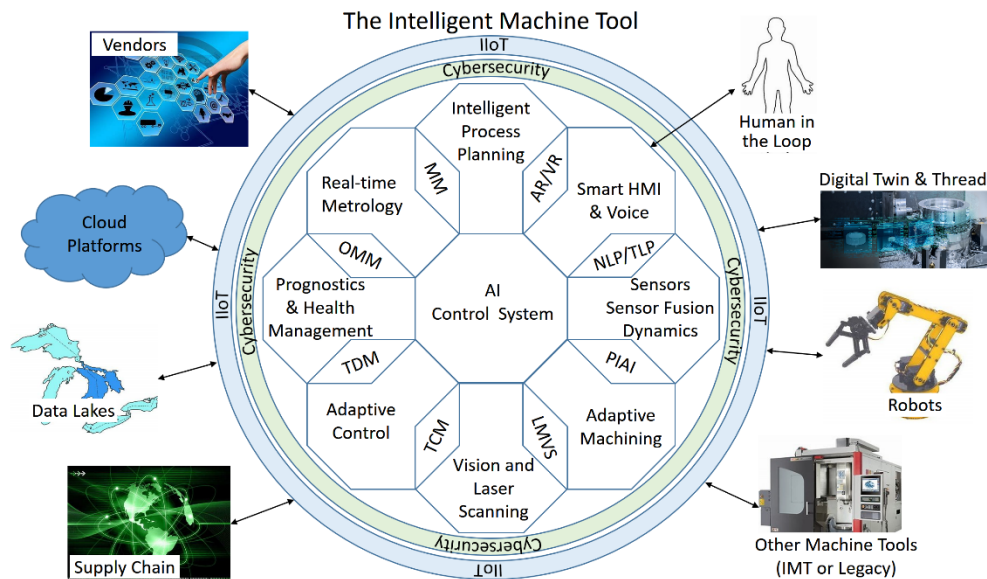 The Intelligent Machine Tool
Vendors
IIoT
Cybersecurity
Human in
the Loop
Intelligent
Process
Planning
MM
AR/VR
Real-time
Metrology
Smart HMI
& Voice
Digital Twin & Thread
Cloud
Platforms
OMM
NLP/TLP
IIoT
Cybersecurity
Prognostics
& Health
Management
AI
Control System
Sensors
Sensor Fusion
Dynamics
Cybersecurity
IIoT
TDM
PIAI
Data Lakes
Robots
Adaptive
Control
TCM
LMVS
Adaptive
Machining
Vision and
Laser
Scanning
Cybersecurity
IIoT
Supply Chain
Other Machine Tools
(IMT or Legacy)